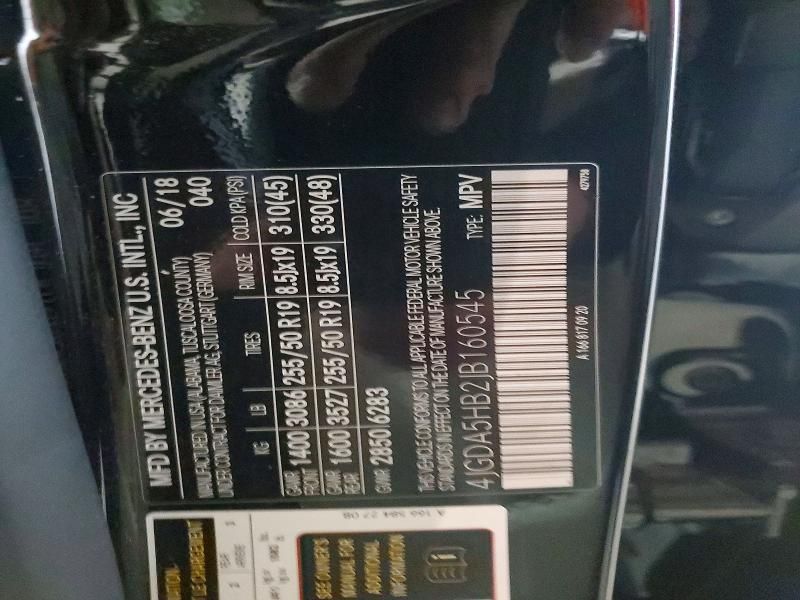 MFD BY MERCEDES-BENZ U.S. INTL., INC
06/18
MANUFACTURED IN USA (ALABAMA, TUSCALOOSA COUNTY)
UNDER CONTRACT FOR DAIMLER AG, STUTTGART (GERMANY)
040
KG LB TIRES RIM SIZE COLD KPA (PSI)
GAWR FRONT 1400 3086 255/50 R19 8.5Jx19 310(45)
GAWR REAR 1600 3527 255/50 R19 8.5Jx19 330(48)
GVWR 2850 6283
THIS VEHICLE CONFORMS TO ALL APPLICABLE FEDERAL MOTOR VEHICLE SAFETY
STANDARDS IN EFFECT ON THE DATE OF MANUFACTURE SHOWN ABOVE.
4JGDA5HB2JB160545 TYPE: MPV
A 166 817 09 20
A 166 584 27 08
REAR
ARRIÈRE
SEE OWNER'S
MANUAL FOR
ADDITIONAL
INFORMATION